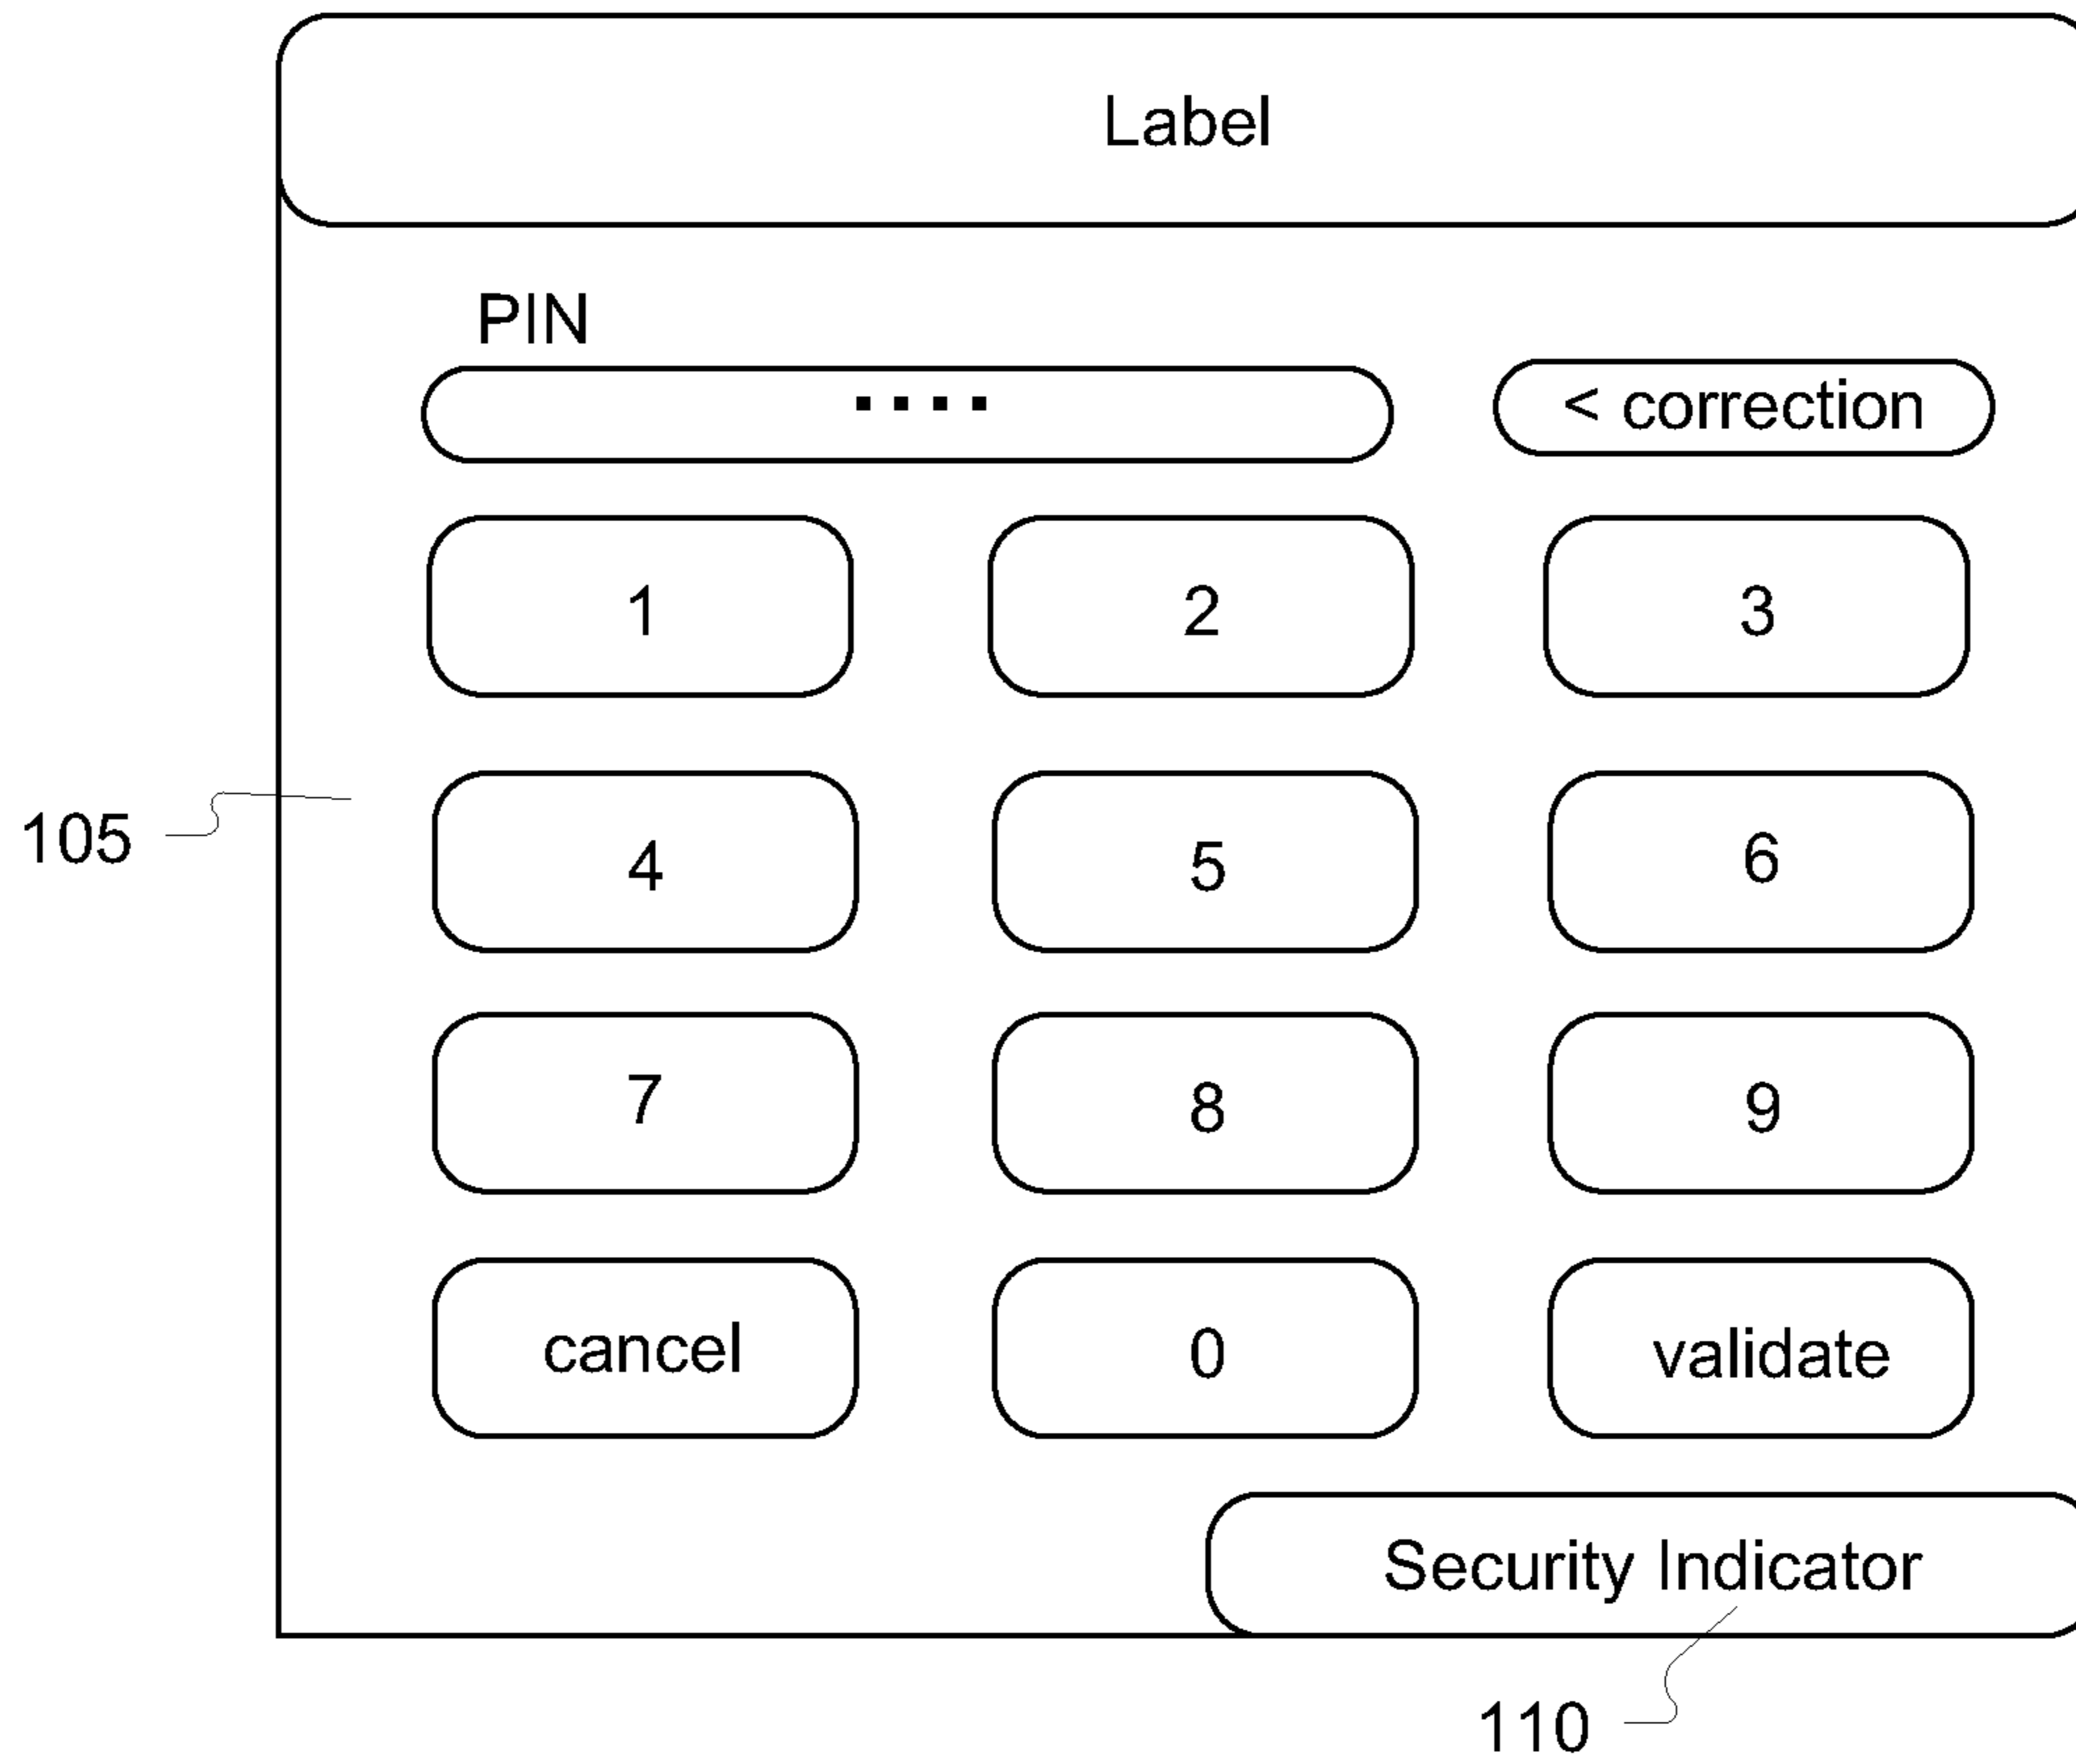 Label
PIN
....
< correction
1 2 3
4 5 6
105
7 8 9
cancel 0 validate
Security Indicator
110